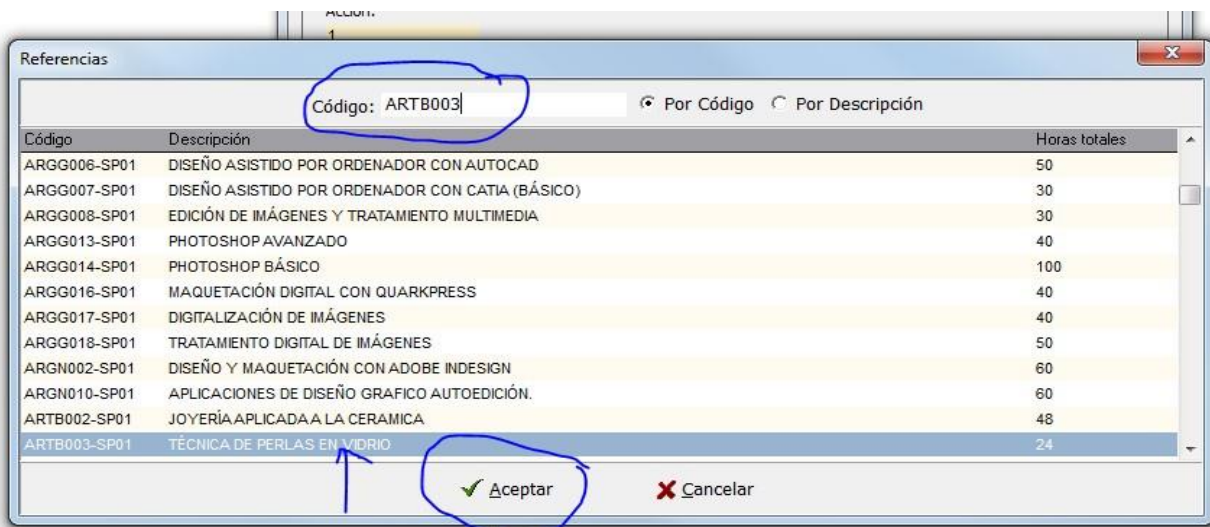 Acción:
1
Referencias
Código: ARTB003 Por Código Por Descripción
Código Descripción Horas totales
ARGG006-SP01 DISEÑO ASISTIDO POR ORDENADOR CON AUTOCAD 50
ARGG007-SP01 DISEÑO ASISTIDO POR ORDENADOR CON CATIA (BÁSICO) 30
ARGG008-SP01 EDICIÓN DE IMÁGENES Y TRATAMIENTO MULTIMEDIA 30
ARGG013-SP01 PHOTOSHOP AVANZADO 40
ARGG014-SP01 PHOTOSHOP BÁSICO 100
ARGG016-SP01 MAQUETACIÓN DIGITAL CON QUARKPRESS 40
ARGG017-SP01 DIGITALIZACIÓN DE IMÁGENES 40
ARGG018-SP01 TRATAMIENTO DIGITAL DE IMÁGENES 50
ARGN002-SP01 DISEÑO Y MAQUETACIÓN CON ADOBE INDESIGN 60
ARGN010-SP01 APLICACIONES DE DISEÑO GRAFICO AUTOEDICIÓN. 60
ARTB002-SP01 JOYERÍA APLICADA A LA CERAMICA 48
ARTB003-SP01 TÉCNICA DE PERLAS EN VIDRIO 24
Aceptar Cancelar